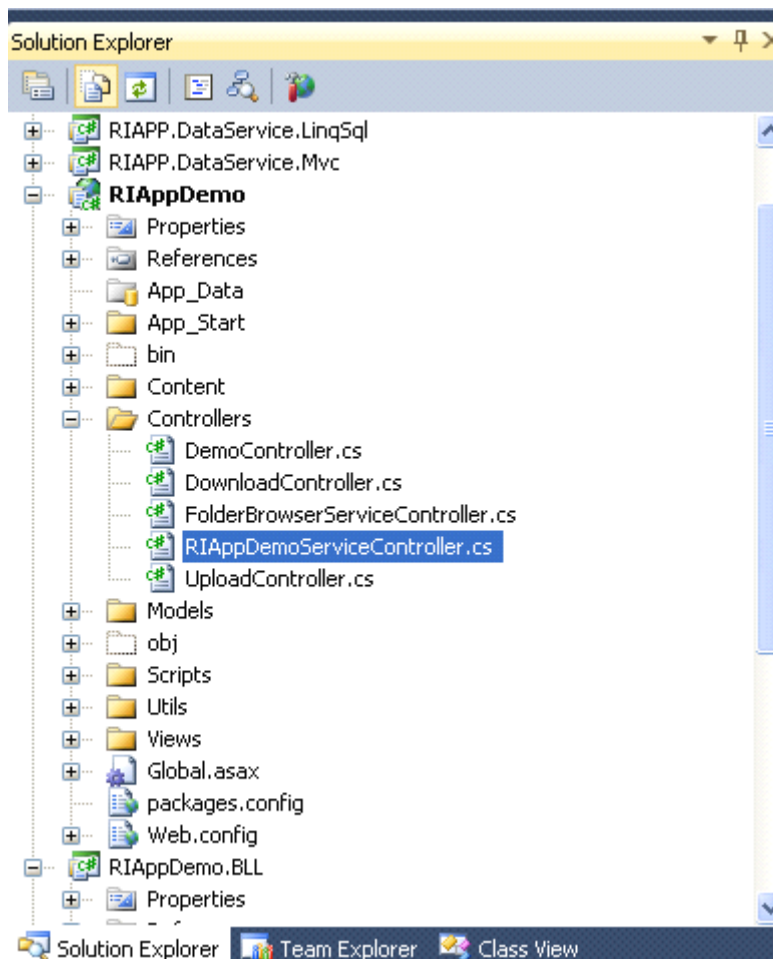 Solution Explorer
RIAPP.DataService.LinqSql
RIAPP.DataService.Mvc
RIAppDemo
Properties
References
App_Data
App_Start
bin
Content
Controllers
DemoController.cs
DownloadController.cs
FolderBrowserServiceController.cs
RIAppDemoServiceController.cs
UploadController.cs
Models
obj
Scripts
Utils
Views
Global.asax
packages.config
Web.config
RIAppDemo.BLL
Properties
Solution Explorer Team Explorer Class View